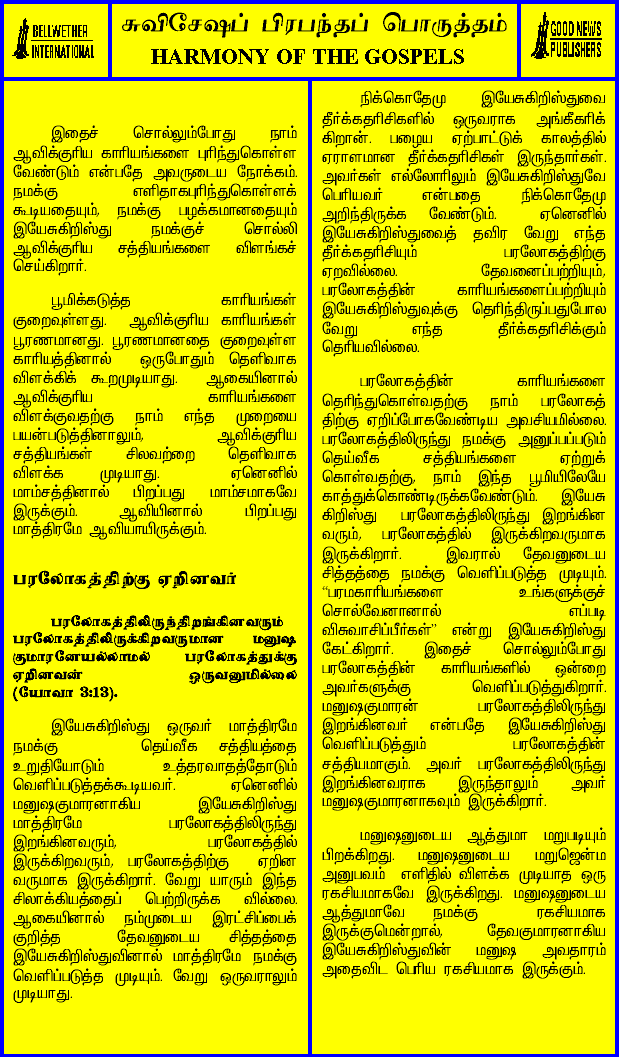 BELLWETHER
INTERNATIONAL
சுவிசேஷப் பிரபந்தப் பொருத்தம்
HARMONY OF THE GOSPELS
GOOD NEWS
PUBLISHERS
இதைச் சொல்லும்போது நாம்
ஆவிக்குரிய காரியங்களை புரிந்துகொள்ள
வேண்டும் என்பதே அவருடைய நோக்கம்.
நமக்கு எளிதாகபுரிந்துகொள்ளக்
கூடியதையும், நமக்கு பழக்கமானதையும்
இயேசுகிறிஸ்து நமக்குச் சொல்லி
ஆவிக்குரிய சத்தியங்களை விளங்கச்
செய்கிறார்.
பூமிக்கடுத்த காரியங்கள்
குறைவுள்ளது. ஆவிக்குரிய காரியங்கள்
பூரணமானது. பூரணமானதை குறைவுள்ள
காரியத்தினால் ஒருபோதும் தெளிவாக
விளக்கிக் கூறமுடியாது. ஆகையினால்
ஆவிக்குரிய காரியங்களை
விளக்குவதற்கு நாம் எந்த முறையை
பயன்படுத்தினாலும், ஆவிக்குரிய
சத்தியங்கள் சிலவற்றை தெளிவாக
விளக்க முடியாது. ஏனெனில்
மாம்சத்தினால் பிறப்பது மாம்சமாகவே
இருக்கும். ஆவியினால் பிறப்பது
மாத்திரமே ஆவியாயிருக்கும்.
பரலோகத்திற்கு ஏறினவர்
பரலோகத்திலிருந்திறங்கினவரும்
பரலோகத்திலிருக்கிறவருமான மனுஷ
குமாரனேயல்லாமல் பரலோகத்துக்கு
ஏறினவன் ஒருவனுமில்லை
(யோவா 3:13).
இயேசுகிறிஸ்து ஒருவர் மாத்திரமே
நமக்கு தெய்வீக சத்தியத்தை
உறுதியோடும் உத்தரவாதத்தோடும்
வெளிப்படுத்தக்கூடியவர். ஏனெனில்
மனுஷகுமாரனாகிய இயேசுகிறிஸ்து
மாத்திரமே பரலோகத்திலிருந்து
இறங்கினவரும், பரலோகத்தில்
இருக்கிறவரும், பரலோகத்திற்கு ஏறின
வருமாக இருக்கிறார். வேறு யாரும் இந்த
சிலாக்கியத்தைப் பெற்றிருக்க வில்லை.
ஆகையினால் நம்முடைய இரட்சிப்பைக்
குறித்த தேவனுடைய சித்தத்தை
இயேசுகிறிஸ்துவினால் மாத்திரமே நமக்கு
வெளிப்படுத்த முடியும். வேறு ஒருவராலும்
முடியாது.
நிக்கொதேமு இயேசுகிறிஸ்துவை
தீர்க்கதரிசிகளில் ஒருவராக அங்கீகரிக்
கிறான். பழைய ஏற்பாட்டுக் காலத்தில்
ஏராளமான தீர்க்கதரிசிகள் இருந்தார்கள்.
அவர்கள் எல்லோரிலும் இயேசுகிறிஸ்துவே
பெரியவர் என்பதை நிக்கொதேமு
அறிந்திருக்க வேண்டும். ஏனெனில்
இயேசுகிறிஸ்துவைத் தவிர வேறு எந்த
தீர்க்கதரிசியும் பரலோகத்திற்கு
ஏறவில்லை. தேவனைப்பற்றியும்,
பரலோகத்தின் காரியங்களைப்பற்றியும்
இயேசுகிறிஸ்துவுக்கு தெரிந்திருப்பதுபோல
வேறு எந்த தீர்க்கதரிசிக்கும்
தெரியவில்லை.
பரலோகத்தின் காரியங்களை
தெரிந்துகொள்வதற்கு நாம் பரலோகத்
திற்கு ஏறிப்போகவேண்டிய அவசியமில்லை.
பரலோகத்திலிருந்து நமக்கு அனுப்பப்படும்
தெய்வீக சத்தியங்களை ஏற்றுக்
கொள்வதற்கு, நாம் இந்த பூமியிலேயே
காத்துக்கொண்டிருக்கவேண்டும். இயேசு
கிறிஸ்து பரலோகத்திலிருந்து இறங்கின
வரும், பரலோகத்தில் இருக்கிறவருமாக
இருக்கிறார். இவரால் தேவனுடைய
சித்தத்தை நமக்கு வெளிப்படுத்த முடியும்.
“பரமகாரியங்களை உங்களுக்குச்
சொல்வேனானால் எப்படி
விசுவாசிப்பீர்கள்” என்று இயேசுகிறிஸ்து
கேட்கிறார். இதைச் சொல்லும்போது
பரலோகத்தின் காரியங்களில் ஒன்றை
அவர்களுக்கு வெளிப்படுத்துகிறார்.
மனுஷகுமாரன் பரலோகத்திலிருந்து
இறங்கினவர் என்பதே இயேசுகிறிஸ்து
வெளிப்படுத்தும் பரலோகத்தின்
சத்தியமாகும். அவர் பரலோகத்திலிருந்து
இறங்கினவராக இருந்தாலும் அவர்
மனுஷகுமாரனாகவும் இருக்கிறார்.
மனுஷனுடைய ஆத்துமா மறுபடியும்
பிறக்கிறது. மனுஷனுடைய மறுஜென்ம
அனுபவம் எளிதில் விளக்க முடியாத ஒரு
ரகசியமாகவே இருக்கிறது. மனுஷனுடைய
ஆத்துமாவே நமக்கு ரகசியமாக
இருக்குமென்றால், தேவகுமாரனாகிய
இயேசுகிறிஸ்துவின் மனுஷ அவதாரம்
அதைவிட பெரிய ரகசியமாக இருக்கும்.